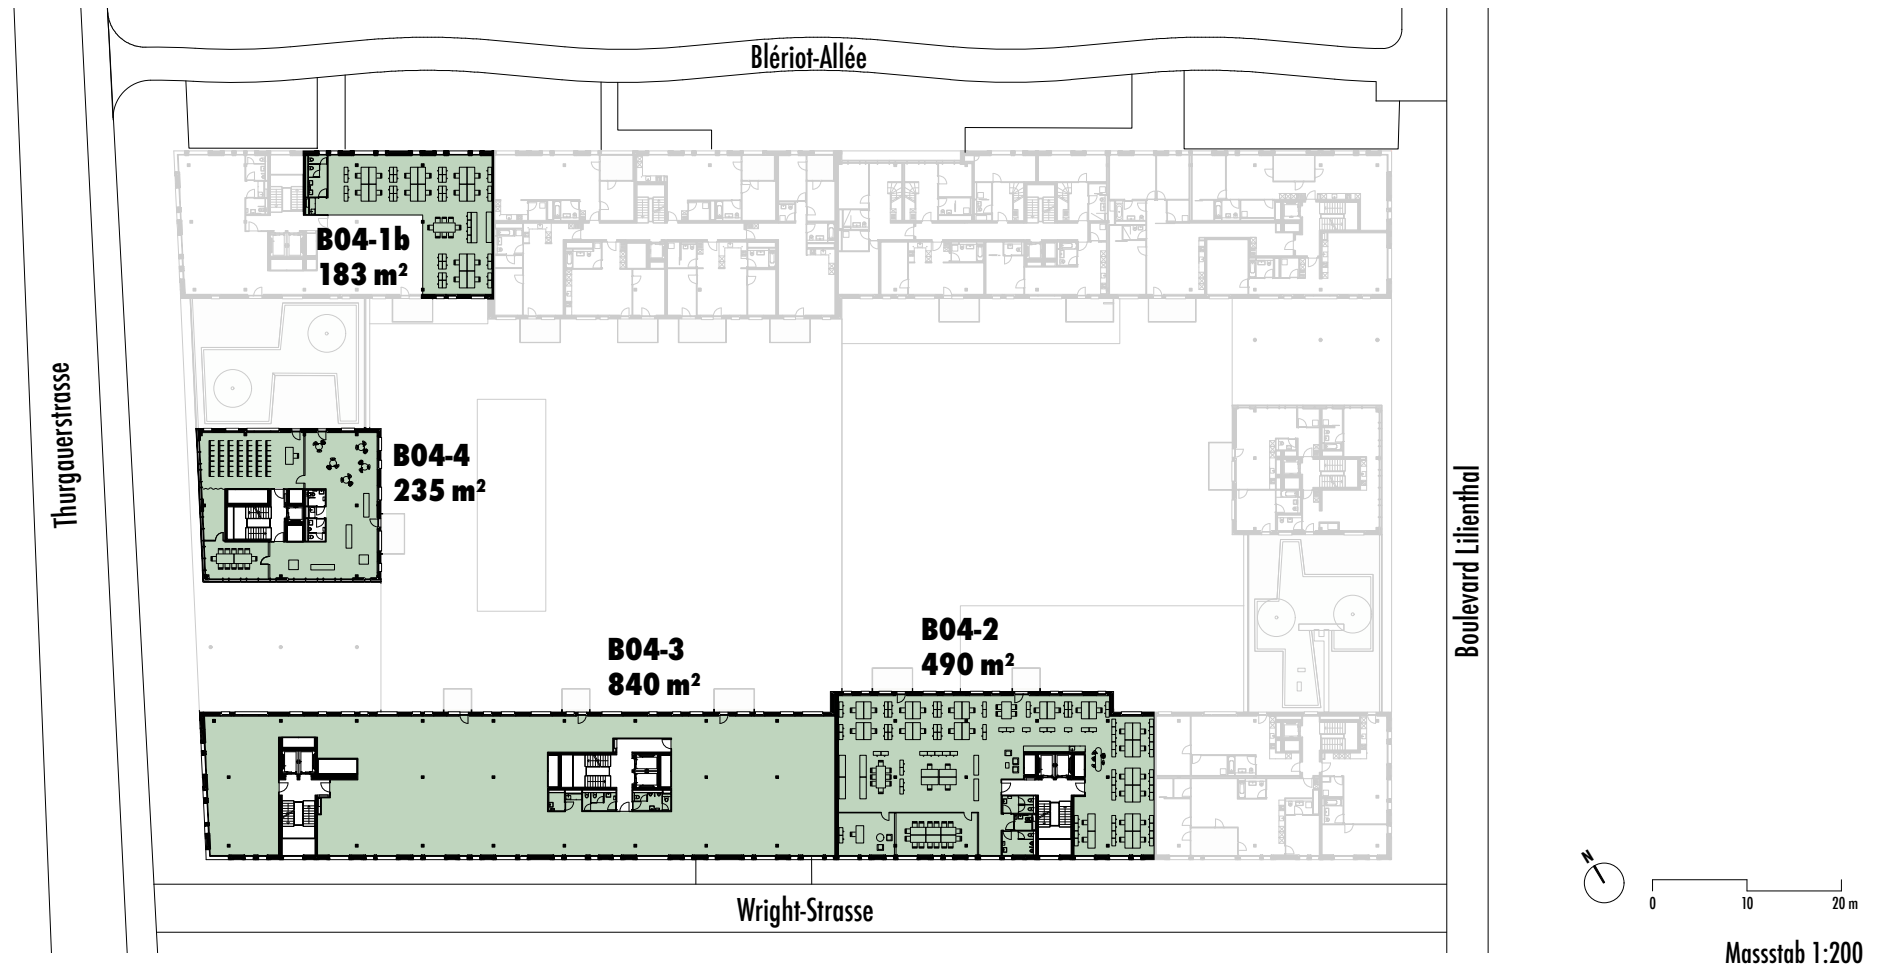 Blériot-Allée
B04-1b
183 m²
Thurgauerstrasse
B04-4
235 m²
Boulevard Lilienthal
B04-3
840 m²
B04-2
490 m²
Wright-Strasse
N
0 10 20 m
Massstab 1:200